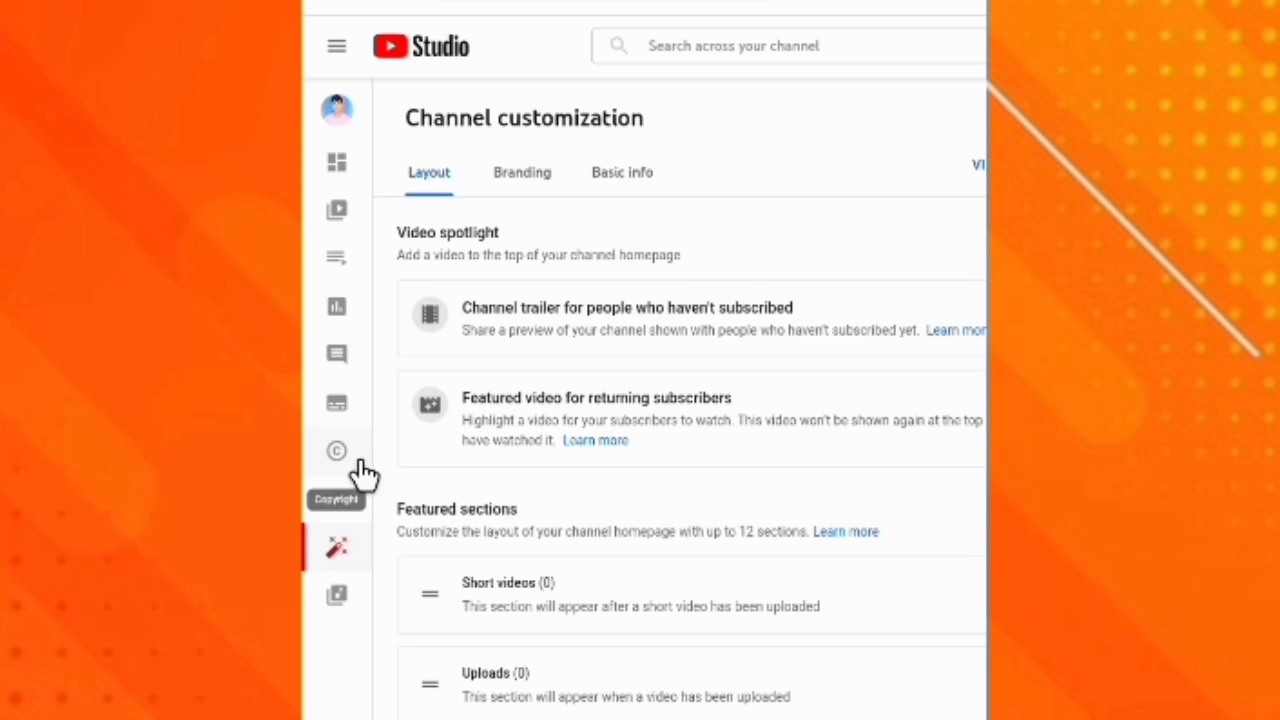 Studio
Search across your channel
Channel customization
Layout
Branding
Basic info
VI
Video spotlight
Add a video to the top of your channel homepage
Channel trailer for people who haven't subscribed
Share a preview of your channel shown with people who haven't subscribed yet. Learn mor
Featured video for returning subscribers
Highlight a video for your subscribers to watch. This video won't be shown again at the top
have watched it. Learn more
C
Copyright
Featured sections
Customize the layout of your channel homepage with up to 12 sections. Learn more
Short videos (0)
This section will appear after a short video has been uploaded
Uploads (0)
This section will appear when a video has been uploaded